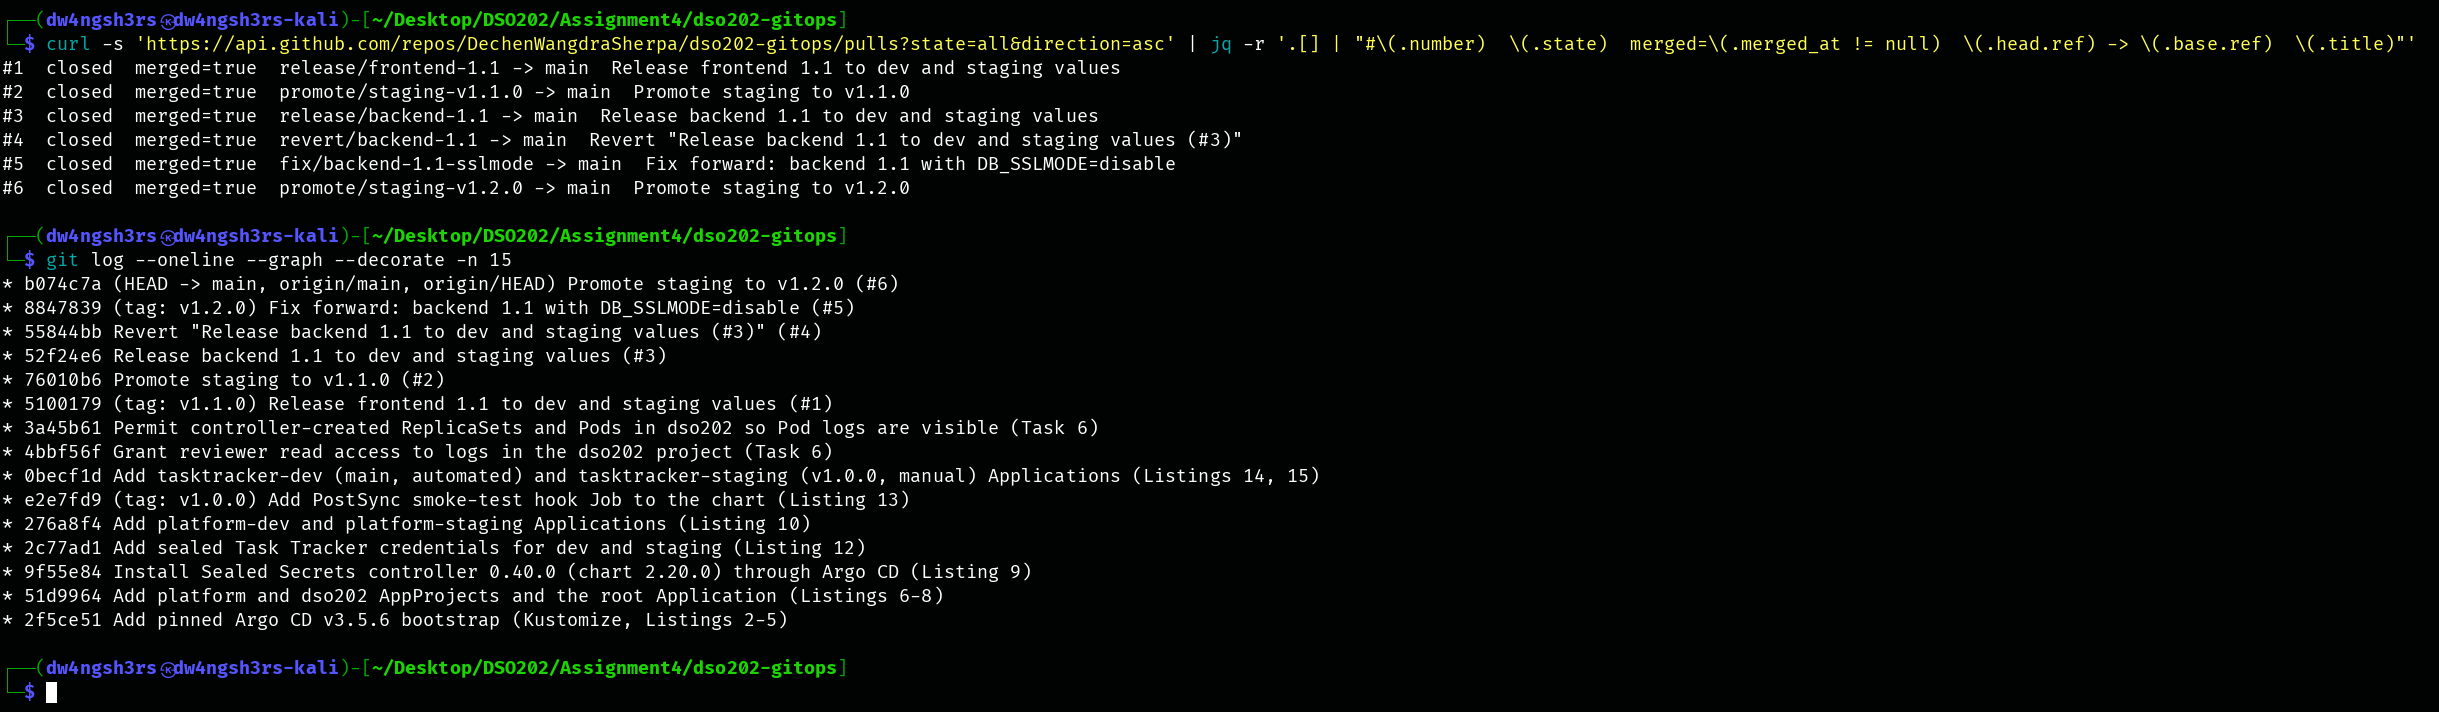 ┌──(dw4ngsh3rs㉿dw4ngsh3rs-kali)-[~/Desktop/DSO202/Assignment4/dso202-gitops]
└─$ curl -s 'https://api.github.com/repos/DechenWangdraSherpa/dso202-gitops/pulls?state=all&direction=asc' | jq -r '.[] | "#\(.number)  \(.state)  merged=\(.merged_at != null)  \(.head.ref) -> \(.base.ref)  \(.title)"'
#1  closed  merged=true  release/frontend-1.1 -> main  Release frontend 1.1 to dev and staging values
#2  closed  merged=true  promote/staging-v1.1.0 -> main  Promote staging to v1.1.0
#3  closed  merged=true  release/backend-1.1 -> main  Release backend 1.1 to dev and staging values
#4  closed  merged=true  revert/backend-1.1 -> main  Revert "Release backend 1.1 to dev and staging values (#3)"
#5  closed  merged=true  fix/backend-1.1-sslmode -> main  Fix forward: backend 1.1 with DB_SSLMODE=disable
#6  closed  merged=true  promote/staging-v1.2.0 -> main  Promote staging to v1.2.0
┌──(dw4ngsh3rs㉿dw4ngsh3rs-kali)-[~/Desktop/DSO202/Assignment4/dso202-gitops]
└─$ git log --oneline --graph --decorate -n 15
* b074c7a (HEAD -> main, origin/main, origin/HEAD) Promote staging to v1.2.0 (#6)
* 8847839 (tag: v1.2.0) Fix forward: backend 1.1 with DB_SSLMODE=disable (#5)
* 55844bb Revert "Release backend 1.1 to dev and staging values (#3)" (#4)
* 52f24e6 Release backend 1.1 to dev and staging values (#3)
* 76010b6 Promote staging to v1.1.0 (#2)
* 5100179 (tag: v1.1.0) Release frontend 1.1 to dev and staging values (#1)
* 3a45b61 Permit controller-created ReplicaSets and Pods in dso202 so Pod logs are visible (Task 6)
* 4bbf56f Grant reviewer read access to logs in the dso202 project (Task 6)
* 0becf1d Add tasktracker-dev (main, automated) and tasktracker-staging (v1.0.0, manual) Applications (Listings 14, 15)
* e2e7fd9 (tag: v1.0.0) Add PostSync smoke-test hook Job to the chart (Listing 13)
* 276a8f4 Add platform-dev and platform-staging Applications (Listing 10)
* 2c77ad1 Add sealed Task Tracker credentials for dev and staging (Listing 12)
* 9f55e84 Install Sealed Secrets controller 0.40.0 (chart 2.20.0) through Argo CD (Listing 9)
* 51d9964 Add platform and dso202 AppProjects and the root Application (Listings 6-8)
* 2f5ce51 Add pinned Argo CD v3.5.6 bootstrap (Kustomize, Listings 2-5)
┌──(dw4ngsh3rs㉿dw4ngsh3rs-kali)-[~/Desktop/DSO202/Assignment4/dso202-gitops]
└─$